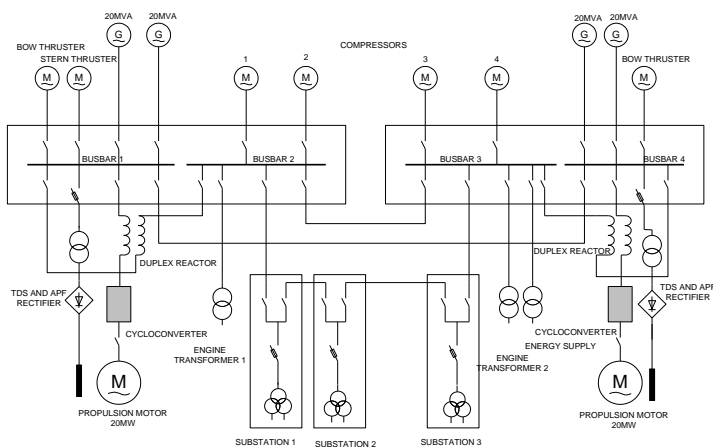 20MVA
20MVA
G
G
BOW THRUSTER
STERN THRUSTER
M
M
1
2
M
M
COMPRESSORS
3
4
M
M
20MVA
20MVA
G
G
BOW THRUSTER
M
BUSBAR 1
BUSBAR 2
BUSBAR 3
BUSBAR 4
DUPLEX REACTOR
DUPLEX REACTOR
TDS AND APF
RECTIFIER
TDS AND APF
RECTIFIER
CYCLOCONVERTER
CYCLOCONVERTER
ENERGY SUPPLY
ENGINE
TRANSFORMER 1
ENGINE
TRANSFORMER 2
M
M
PROPULSION MOTOR
20MW
PROPULSION MOTOR
20MW
SUBSTATION 1
SUBSTATION 2
SUBSTATION 3